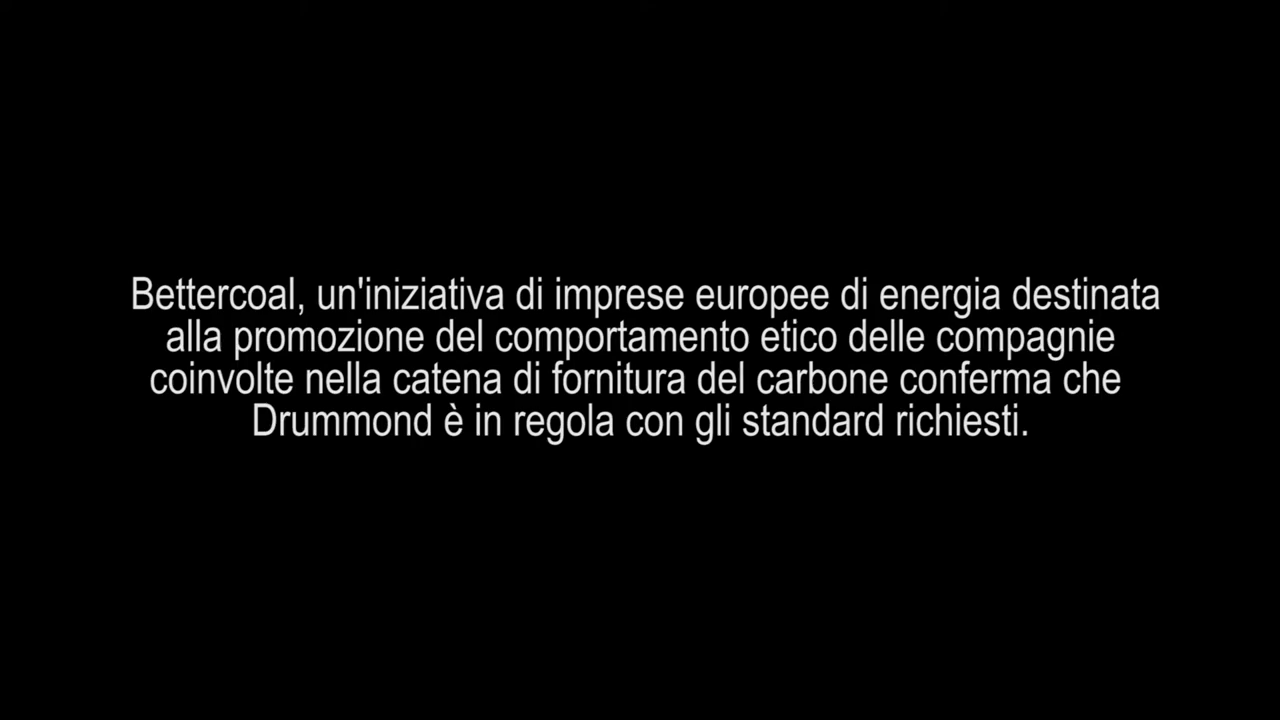 Bettercoal, un'iniziativa di imprese europee di energia destinata
alla promozione del comportamento etico delle compagnie
coinvolte nella catena di fornitura del carbone conferma che
Drummond è in regola con gli standard richiesti.